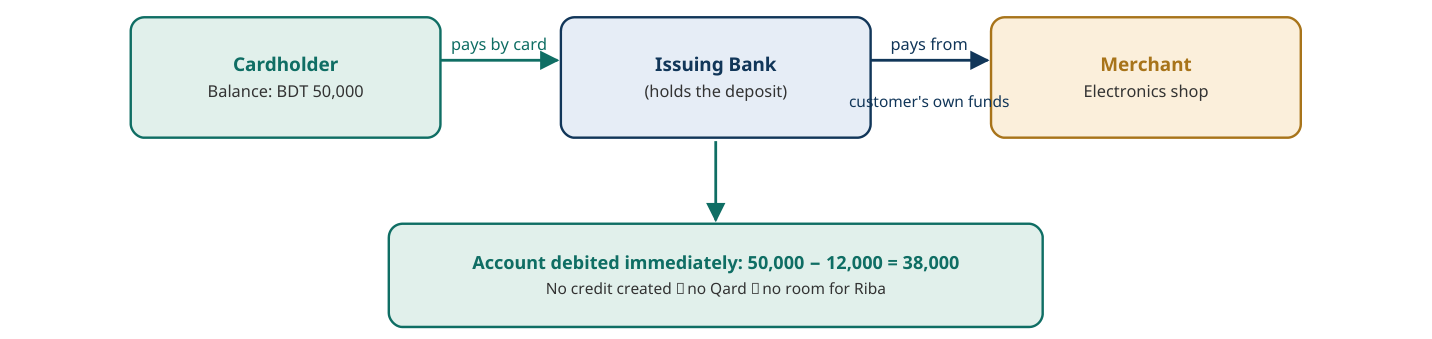 pays by card
pays from
Cardholder
Issuing Bank
Merchant
Balance: BDT 50,000
(holds the deposit)
Electronics shop
customer's own funds
Account debited immediately: 50,000 − 12,000 = 38,000
No credit created ▯ no Qard ▯ no room for Riba